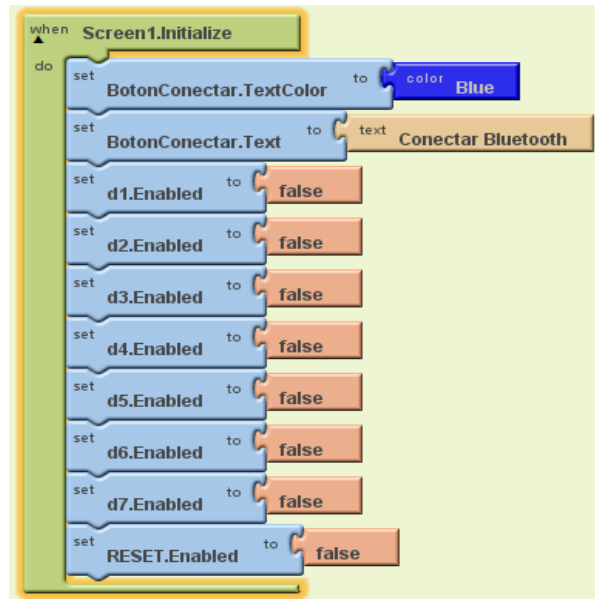 when Screen1.Initialize
do
set BotonConectar.TextColor to color Blue
set BotonConectar.Text to text Conectar Bluetooth
set d1.Enabled to false
set d2.Enabled to false
set d3.Enabled to false
set d4.Enabled to false
set d5.Enabled to false
set d6.Enabled to false
set d7.Enabled to false
set RESET.Enabled to false